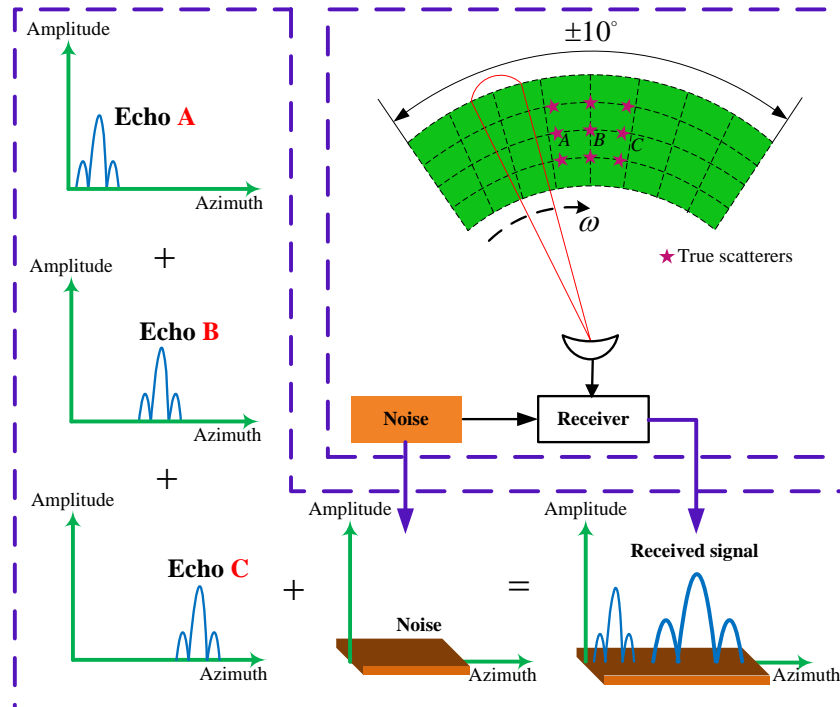 Amplitude
Echo A
Azimuth
+
Amplitude
Echo B
Azimuth
+
Amplitude
Echo C
Azimuth
±10°
A B C
ω
True scatterers
Noise
Receiver
+
Amplitude
Noise
Azimuth
=
Amplitude
Received signal
Azimuth